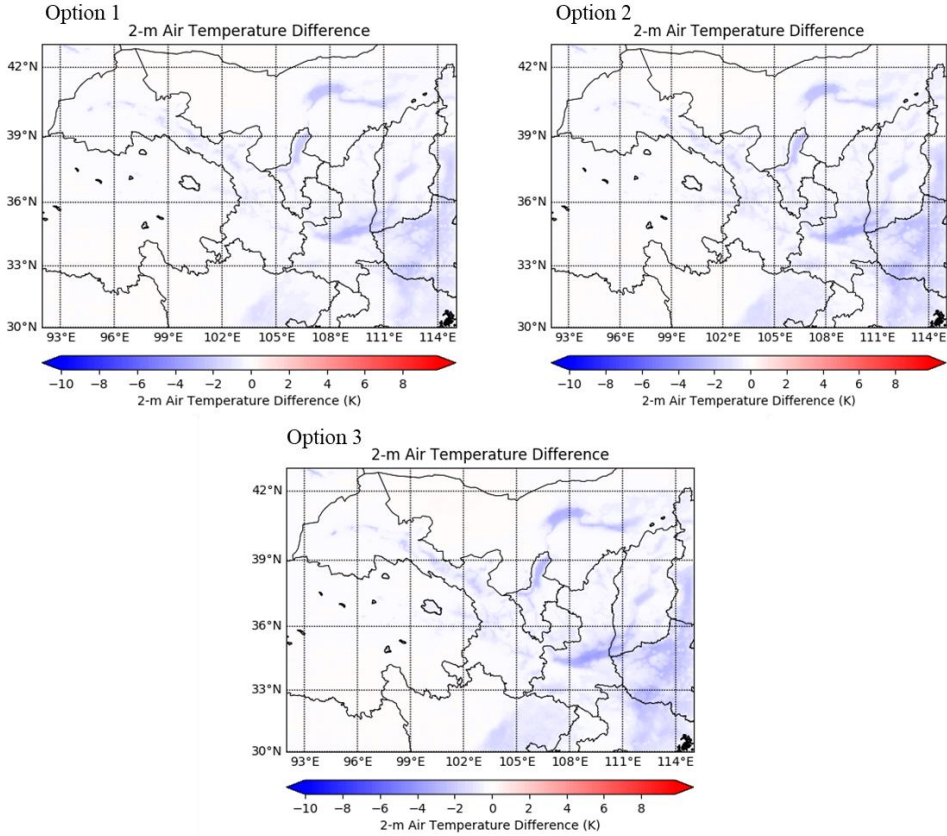 Option 1
2-m Air Temperature Difference
42°N
39°N
36°N
33°N
30°N
93°E 96°E 99°E 102°E 105°E 108°E 111°E 114°E
−10 −8 −6 −4 −2 0 2 4 6 8
2-m Air Temperature Difference (K)
Option 2
2-m Air Temperature Difference
42°N
39°N
36°N
33°N
30°N
93°E 96°E 99°E 102°E 105°E 108°E 111°E 114°E
−10 −8 −6 −4 −2 0 2 4 6 8
2-m Air Temperature Difference (K)
Option 3
2-m Air Temperature Difference
42°N
39°N
36°N
33°N
30°N
93°E 96°E 99°E 102°E 105°E 108°E 111°E 114°E
−10 −8 −6 −4 −2 0 2 4 6 8
2-m Air Temperature Difference (K)